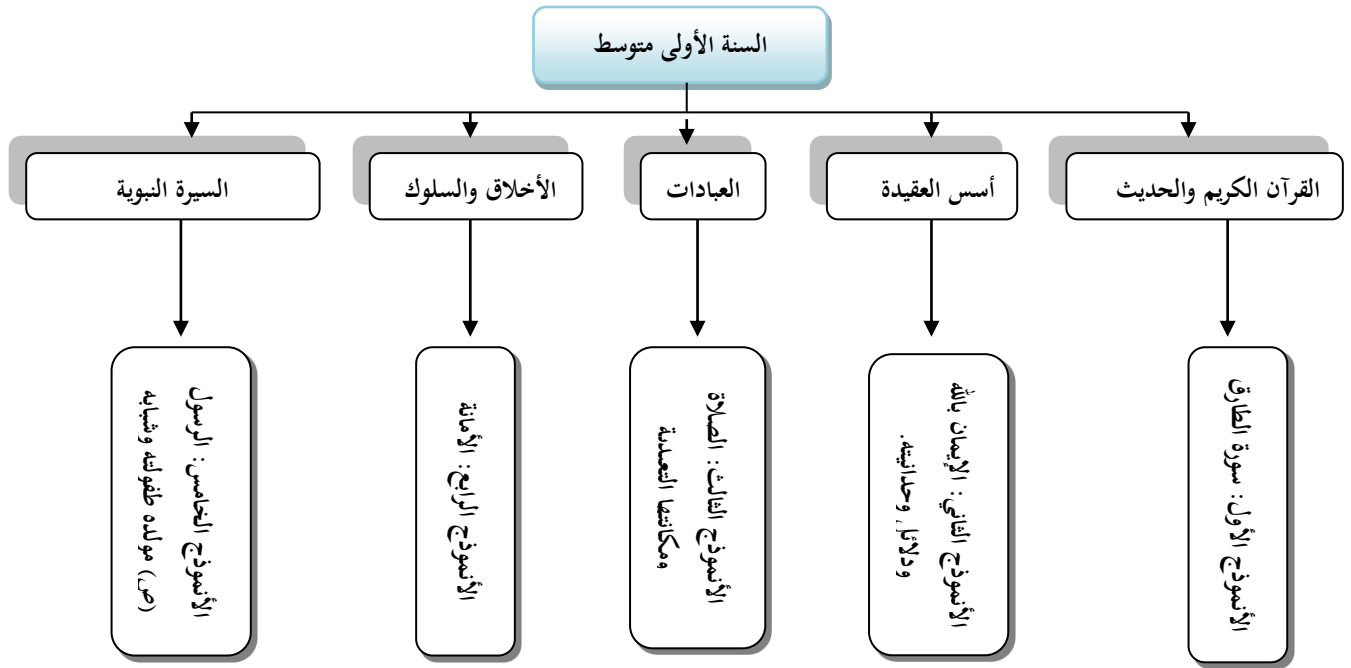 السنة الأولى متوسط
القرآن الكريم والحديث
أسس العقيدة
العبادات
الأخلاق والسلوك
السيرة النبوية
الأنموذج الأول: سورة الطارق
الأنموذج الثاني: الإيمان بالله
ودلائل وحدانيته.
الأنموذج الثالث: الصلاة
ومكانتها التعبدية
الأنموذج الرابع: الأمانة
الأنموذج الخامس: الرسول
(ص) مولده طفولته وشبابه